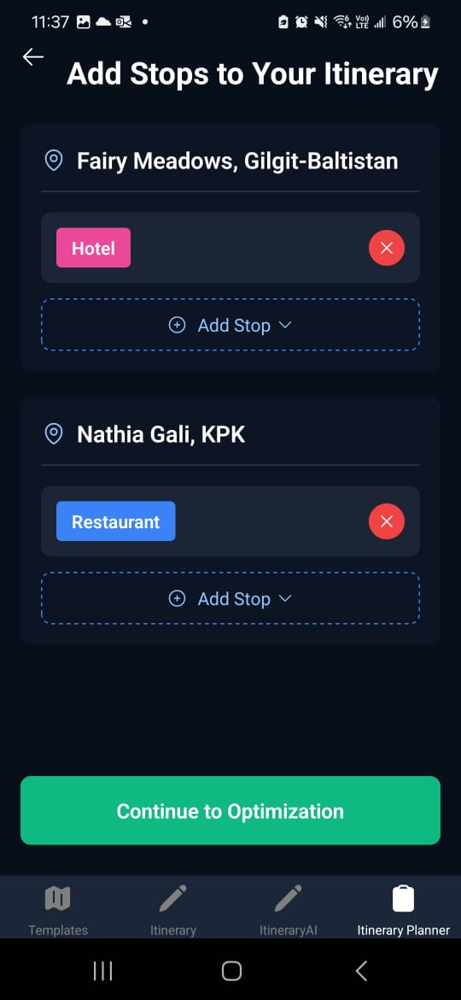 11:37
Vo))
LTE
6%
Add Stops to Your Itinerary
Fairy Meadows, Gilgit-Baltistan
Hotel
Add Stop
Nathia Gali, KPK
Restaurant
Add Stop
Continue to Optimization
Templates
Itinerary
ItineraryAI
Itinerary Planner